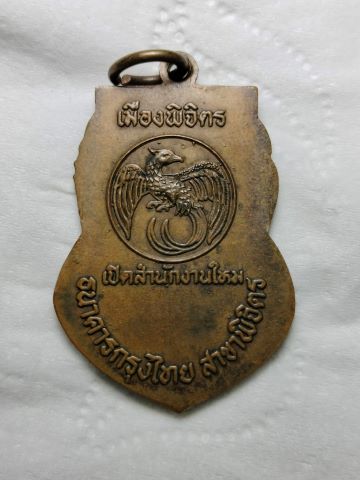 เมืองพิจิตร
เปิดสำนักงานใหม่
ธนาคารกรุงไทย สาขาพิจิตร